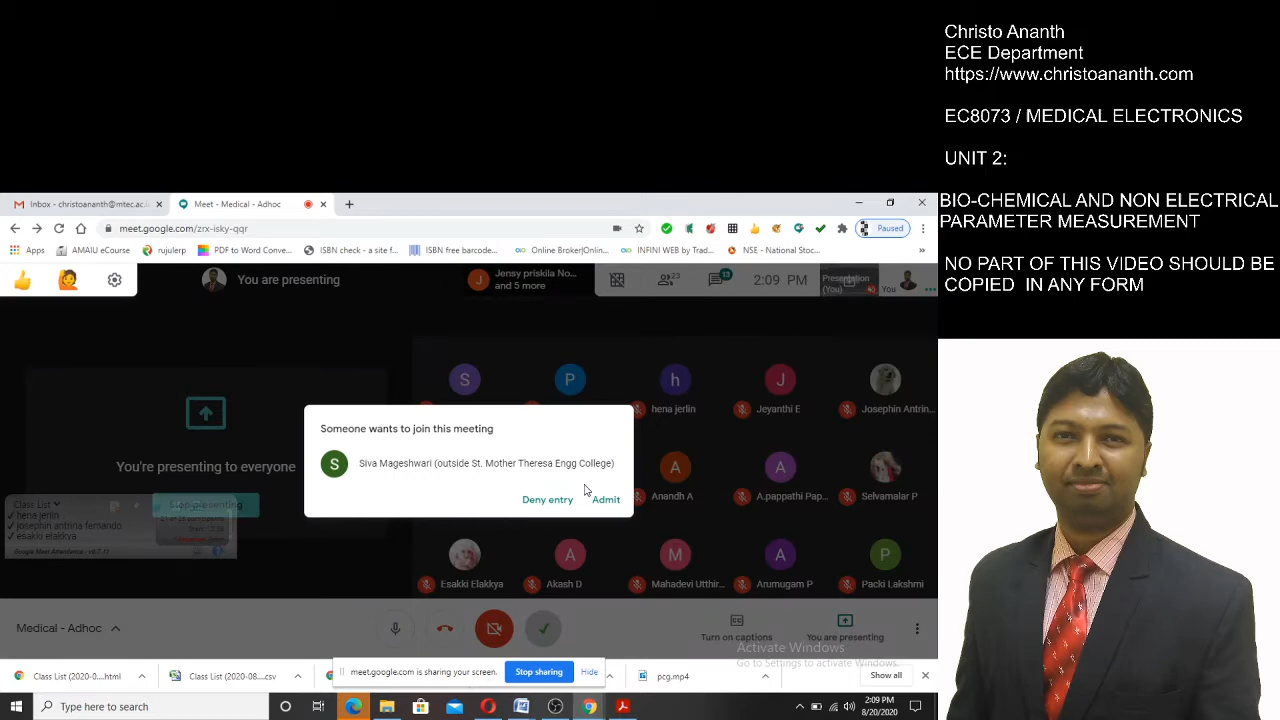 Christo Ananth
ECE Department
https://www.christoananth.com
EC8073 / MEDICAL ELECTRONICS
UNIT 2:
BIO-CHEMICAL AND NON ELECTRICAL
PARAMETER MEASUREMENT
NO PART OF THIS VIDEO SHOULD BE
COPIED IN ANY FORM
Inbox - christoananth@mtec.ac.i
Meet - Medical - Adhoc
meet.google.com/zrx-isky-qqr
Paused
Apps
AMAIU eCourse
rujulerp
PDF to Word Conve...
ISBN check - a site f...
ISBN free barcode...
Online Broker|Onlin...
INFINI WEB by Trad...
NSE - National Stoc...
»
You are presenting
J
Jensy priskila No...
and 5 more
23
13
2:09 PM
Presentation
(You)
You
S
P
h
J
hena jerlin
Jeyanthi E
Josephin Antrin...
You're presenting to everyone
Stop presenting
Someone wants to join this meeting
S
Siva Mageshwari (outside St. Mother Theresa Engg College)
Deny entry
Admit
A
A
Anandh A
A.pappathi Pap...
Selvamalar P
Class List
✓ hena jerlin
✓ josephin antrina fernando
✓ esaki elakkya
A
M
A
P
Esakki Elakkya
Akash D
Mahadevi Utthir...
Arumugam P
Packi Lakshmi
Medical - Adhoc
Turn on captions
You are presenting
Activate Windows
Go to Settings to activate Windows.
Class List (2020-0....html
Class List (2020-08....csv
meet.google.com is sharing your screen.
Stop sharing
Hide
pcg.mp4
Show all
Type here to search
2:09 PM
8/20/2020